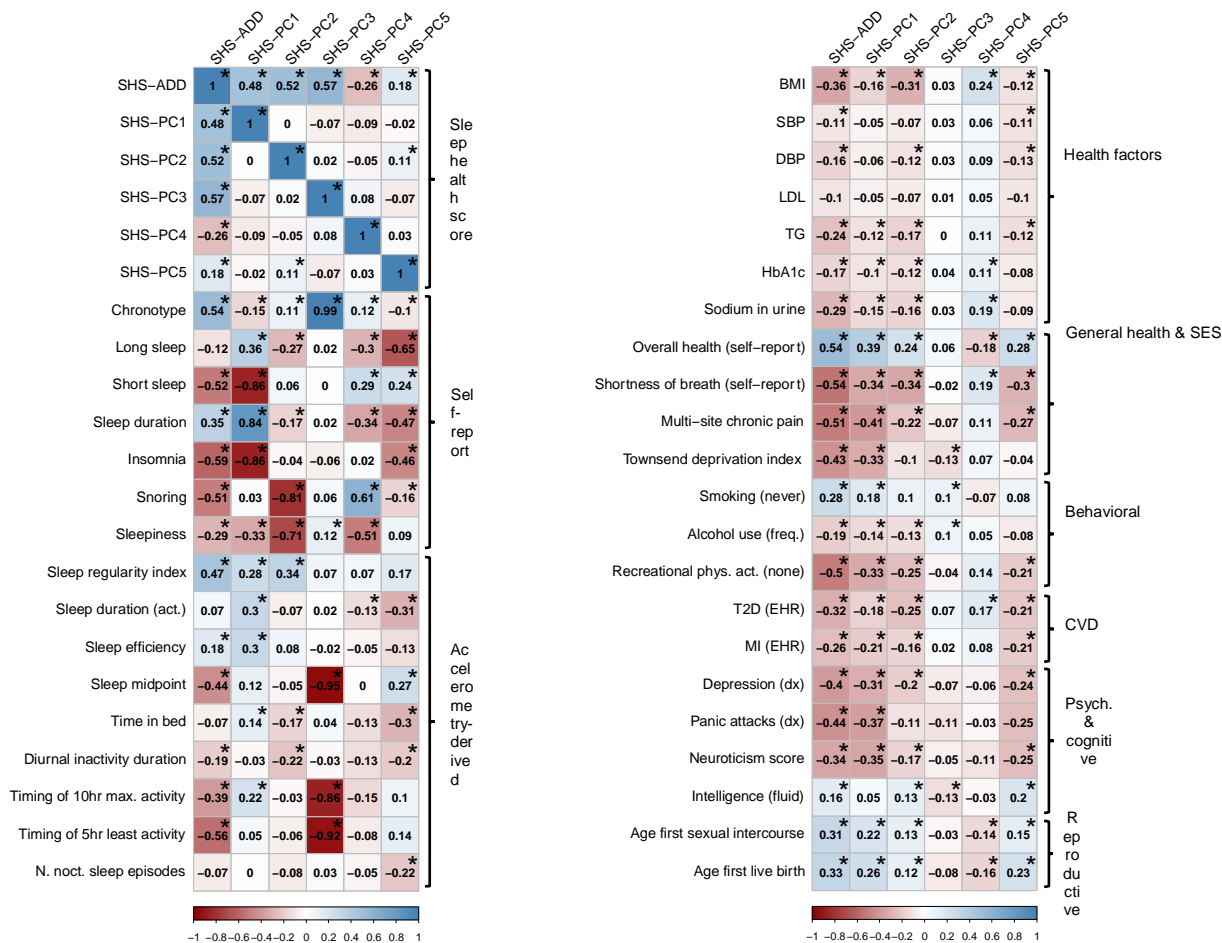 SHS−ADD SHS−PC1 SHS−PC2 SHS−PC3 SHS−PC4 SHS−PC5
SHS−ADD 1* 0.48* 0.52* 0.57* −0.26* 0.18*
SHS−PC1 0.48* 1* 0 −0.07 −0.09 −0.02
SHS−PC2 0.52* 0 1* 0.02 −0.05 0.11*
SHS−PC3 0.57* −0.07 0.02 1* 0.08 −0.07
SHS−PC4 −0.26* −0.09 −0.05 0.08 1* 0.03
SHS−PC5 0.18* −0.02 0.11* −0.07 0.03 1*
Sle
ep he
alt
h
sc
ore
Chronotype 0.54* −0.15* 0.11* 0.99* 0.12* −0.1*
Long sleep −0.12 0.36* −0.27* 0.02 −0.3* −0.65*
Short sleep −0.52* −0.86* 0.06 0 0.29* 0.24*
Sleep duration 0.35* 0.84* −0.17* 0.02 −0.34* −0.47*
Insomnia −0.59* −0.86* −0.04 −0.06 0.02 −0.46*
Snoring −0.51* 0.03 −0.81* 0.06 0.61* −0.16*
Sleepiness −0.29* −0.33* −0.71* 0.12* −0.51* 0.09
Sel
f-
rep
ort
Sleep regularity index 0.47* 0.28* 0.34* 0.07 0.07 0.17
Sleep duration (act.) 0.07 0.3* −0.07 0.02 −0.13* −0.31*
Sleep efficiency 0.18* 0.3* 0.08 −0.02 −0.05 −0.13
Sleep midpoint −0.44* 0.12 −0.05 −0.95* 0 0.27*
Time in bed −0.07 0.14* −0.17* 0.04 −0.13 −0.3*
Diurnal inactivity duration −0.19* −0.03 −0.22* −0.03 −0.13 −0.2*
Timing of 10hr max. activity −0.39* 0.22* −0.03 −0.86* −0.15 0.1
Timing of 5hr least activity −0.56* 0.05 −0.06 −0.92* −0.08 0.14
N. noct. sleep episodes −0.07 0 −0.08 0.03 −0.05 −0.22*
Ac
cel
ero
me
try-
der
ive
d
−1 −0.8 −0.6 −0.4 −0.2 0 0.2 0.4 0.6 0.8 1
SHS−ADD SHS−PC1 SHS−PC2 SHS−PC3 SHS−PC4 SHS−PC5
BMI −0.36* −0.16* −0.31* 0.03 0.24* −0.12*
SBP −0.11* −0.05 −0.07 0.03 0.06 −0.11*
DBP −0.16* −0.06 −0.12* 0.03 0.09 −0.13*
LDL −0.1 −0.05 −0.07 0.01 0.05 −0.1
TG −0.24* −0.12* −0.17* 0 0.11 −0.12*
HbA1c −0.17* −0.1* −0.12* 0.04 0.11* −0.08
Sodium in urine −0.29* −0.15* −0.16* 0.03 0.19* −0.09
Health factors
Overall health (self−report) 0.54* 0.39* 0.24* 0.06 −0.18* 0.28*
Shortness of breath (self−report) −0.54* −0.34* −0.34* −0.02 0.19* −0.3*
Multi−site chronic pain −0.51* −0.41* −0.22* −0.07 0.11 −0.27*
Townsend deprivation index −0.43* −0.33* −0.1 −0.13* 0.07 −0.04
General health & SES
Smoking (never) 0.28* 0.18* 0.1 0.1* −0.07 0.08
Alcohol use (freq.) −0.19* −0.14* −0.13* 0.1* 0.05 −0.08
Recreational phys. act. (none) −0.5* −0.33* −0.25* −0.04 0.14 −0.21*
Behavioral
T2D (EHR) −0.32* −0.18* −0.25* 0.07 0.17* −0.21*
MI (EHR) −0.26* −0.21* −0.16* 0.02 0.08 −0.21*
CVD
Depression (dx) −0.4* −0.31* −0.2* −0.07 −0.06 −0.24*
Panic attacks (dx) −0.44* −0.37* −0.11 −0.11 −0.03 −0.25
Neuroticism score −0.34* −0.35* −0.17* −0.05 −0.11 −0.25*
Intelligence (fluid) 0.16* 0.05 0.13* −0.13* −0.03 0.2*
Psych.
&
cogniti
ve
Age first sexual intercourse 0.31* 0.22* 0.13* −0.03 −0.14* 0.15*
Age first live birth 0.33* 0.26* 0.12* −0.08 −0.16* 0.23*
R
ep
ro
du
ctiv
e
−1 −0.8 −0.6 −0.4 −0.2 0 0.2 0.4 0.6 0.8 1